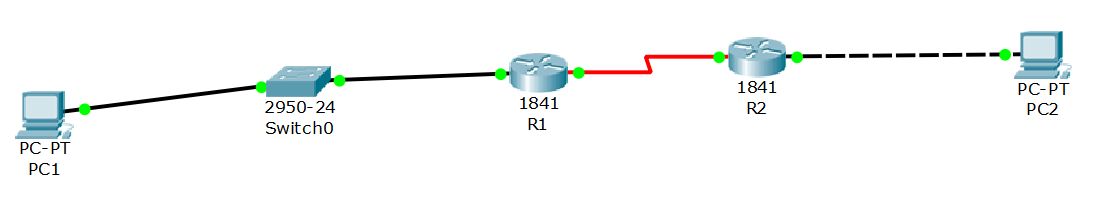 PC-PT
PC1
2950-24
Switch0
1841
R1
1841
R2
PC-PT
PC2